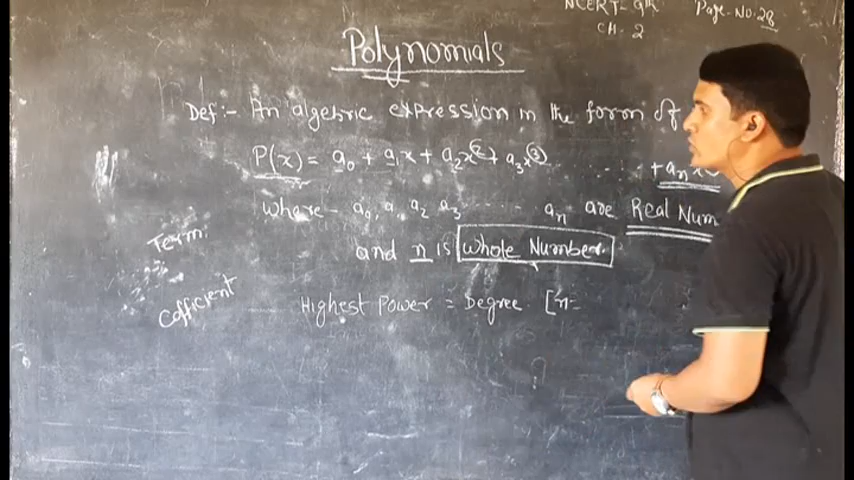 NCERT- 9th Page-No:28
CH- 2
Polynomials
Def:- An algebric expression in the form of
P(x) = a₀ + a₁x + a₂x² + a₃x³ . . . . . + aₙx
where - a₀, a₁ a₂ a₃ . . . . . aₙ are Real Num
Term:
and n is Whole Number.
Cofficient
Highest Power = Degree. [n=